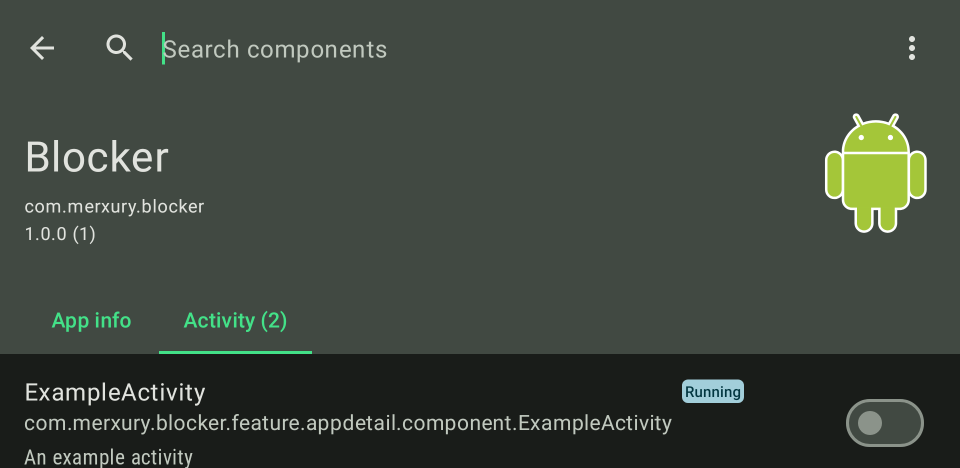 Search components
Blocker
com.merxury.blocker
1.0.0 (1)
App info
Activity (2)
ExampleActivity
Running
com.merxury.blocker.feature.appdetail.component.ExampleActivity
An example activity